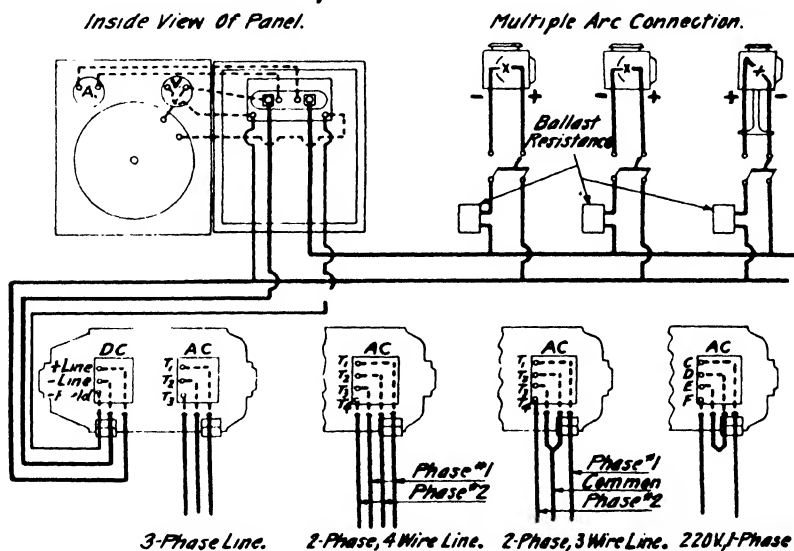 Inside View Of Panel.
Multiple Arc Connection.
A
V
- +
- +
+ -
Ballast
Resistance
DC
+Line
-Line
AC
T1
T2
T3
AC
T1
T2
T3
T4
AC
T1
T2
T3
T4
AC
C
D
E
F
Phase #1
Phase #2
Phase #1
Common
Phase #2
3-Phase Line.
2-Phase, 4 Wire Line.
2-Phase, 3 Wire Line.
220V, 1-Phase